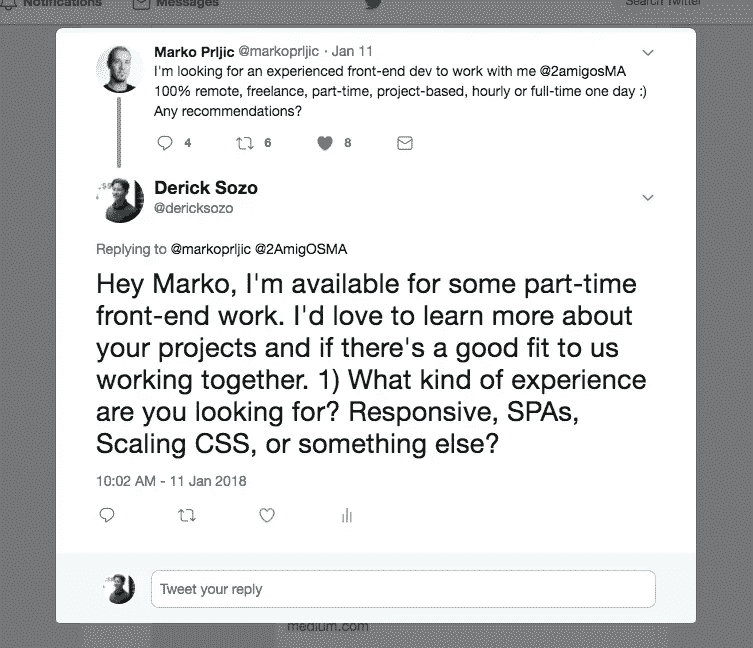 Notifications Messages Search Twitter
Marko Prljic @markoprljic · Jan 11
I'm looking for an experienced front-end dev to work with me @2amigosMA
100% remote, freelance, part-time, project-based, hourly or full-time one day :)
Any recommendations?
4 6 8
Derick Sozo
@dericksozo
Replying to @markoprljic @2AmigOSMA
Hey Marko, I'm available for some part-time
front-end work. I'd love to learn more about
your projects and if there's a good fit to us
working together. 1) What kind of experience
are you looking for? Responsive, SPAs,
Scaling CSS, or something else?
10:02 AM - 11 Jan 2018
Tweet your reply
medium.com